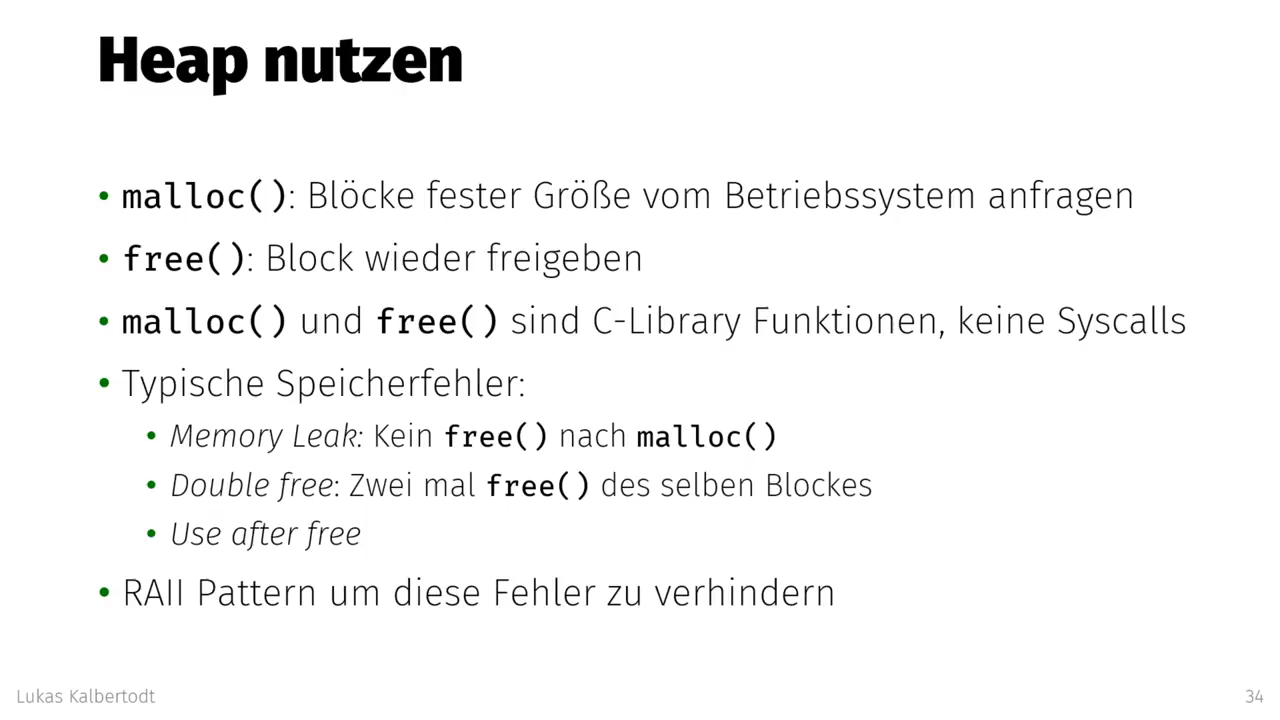 Heap nutzen
• malloc(): Blöcke fester Größe vom Betriebssystem anfragen
• free(): Block wieder freigeben
• malloc() und free() sind C-Library Funktionen, keine Syscalls
• Typische Speicherfehler:
• Memory Leak: Kein free() nach malloc()
• Double free: Zwei mal free() des selben Blockes
• Use after free
• RAII Pattern um diese Fehler zu verhindern
Lukas Kalbertodt
34